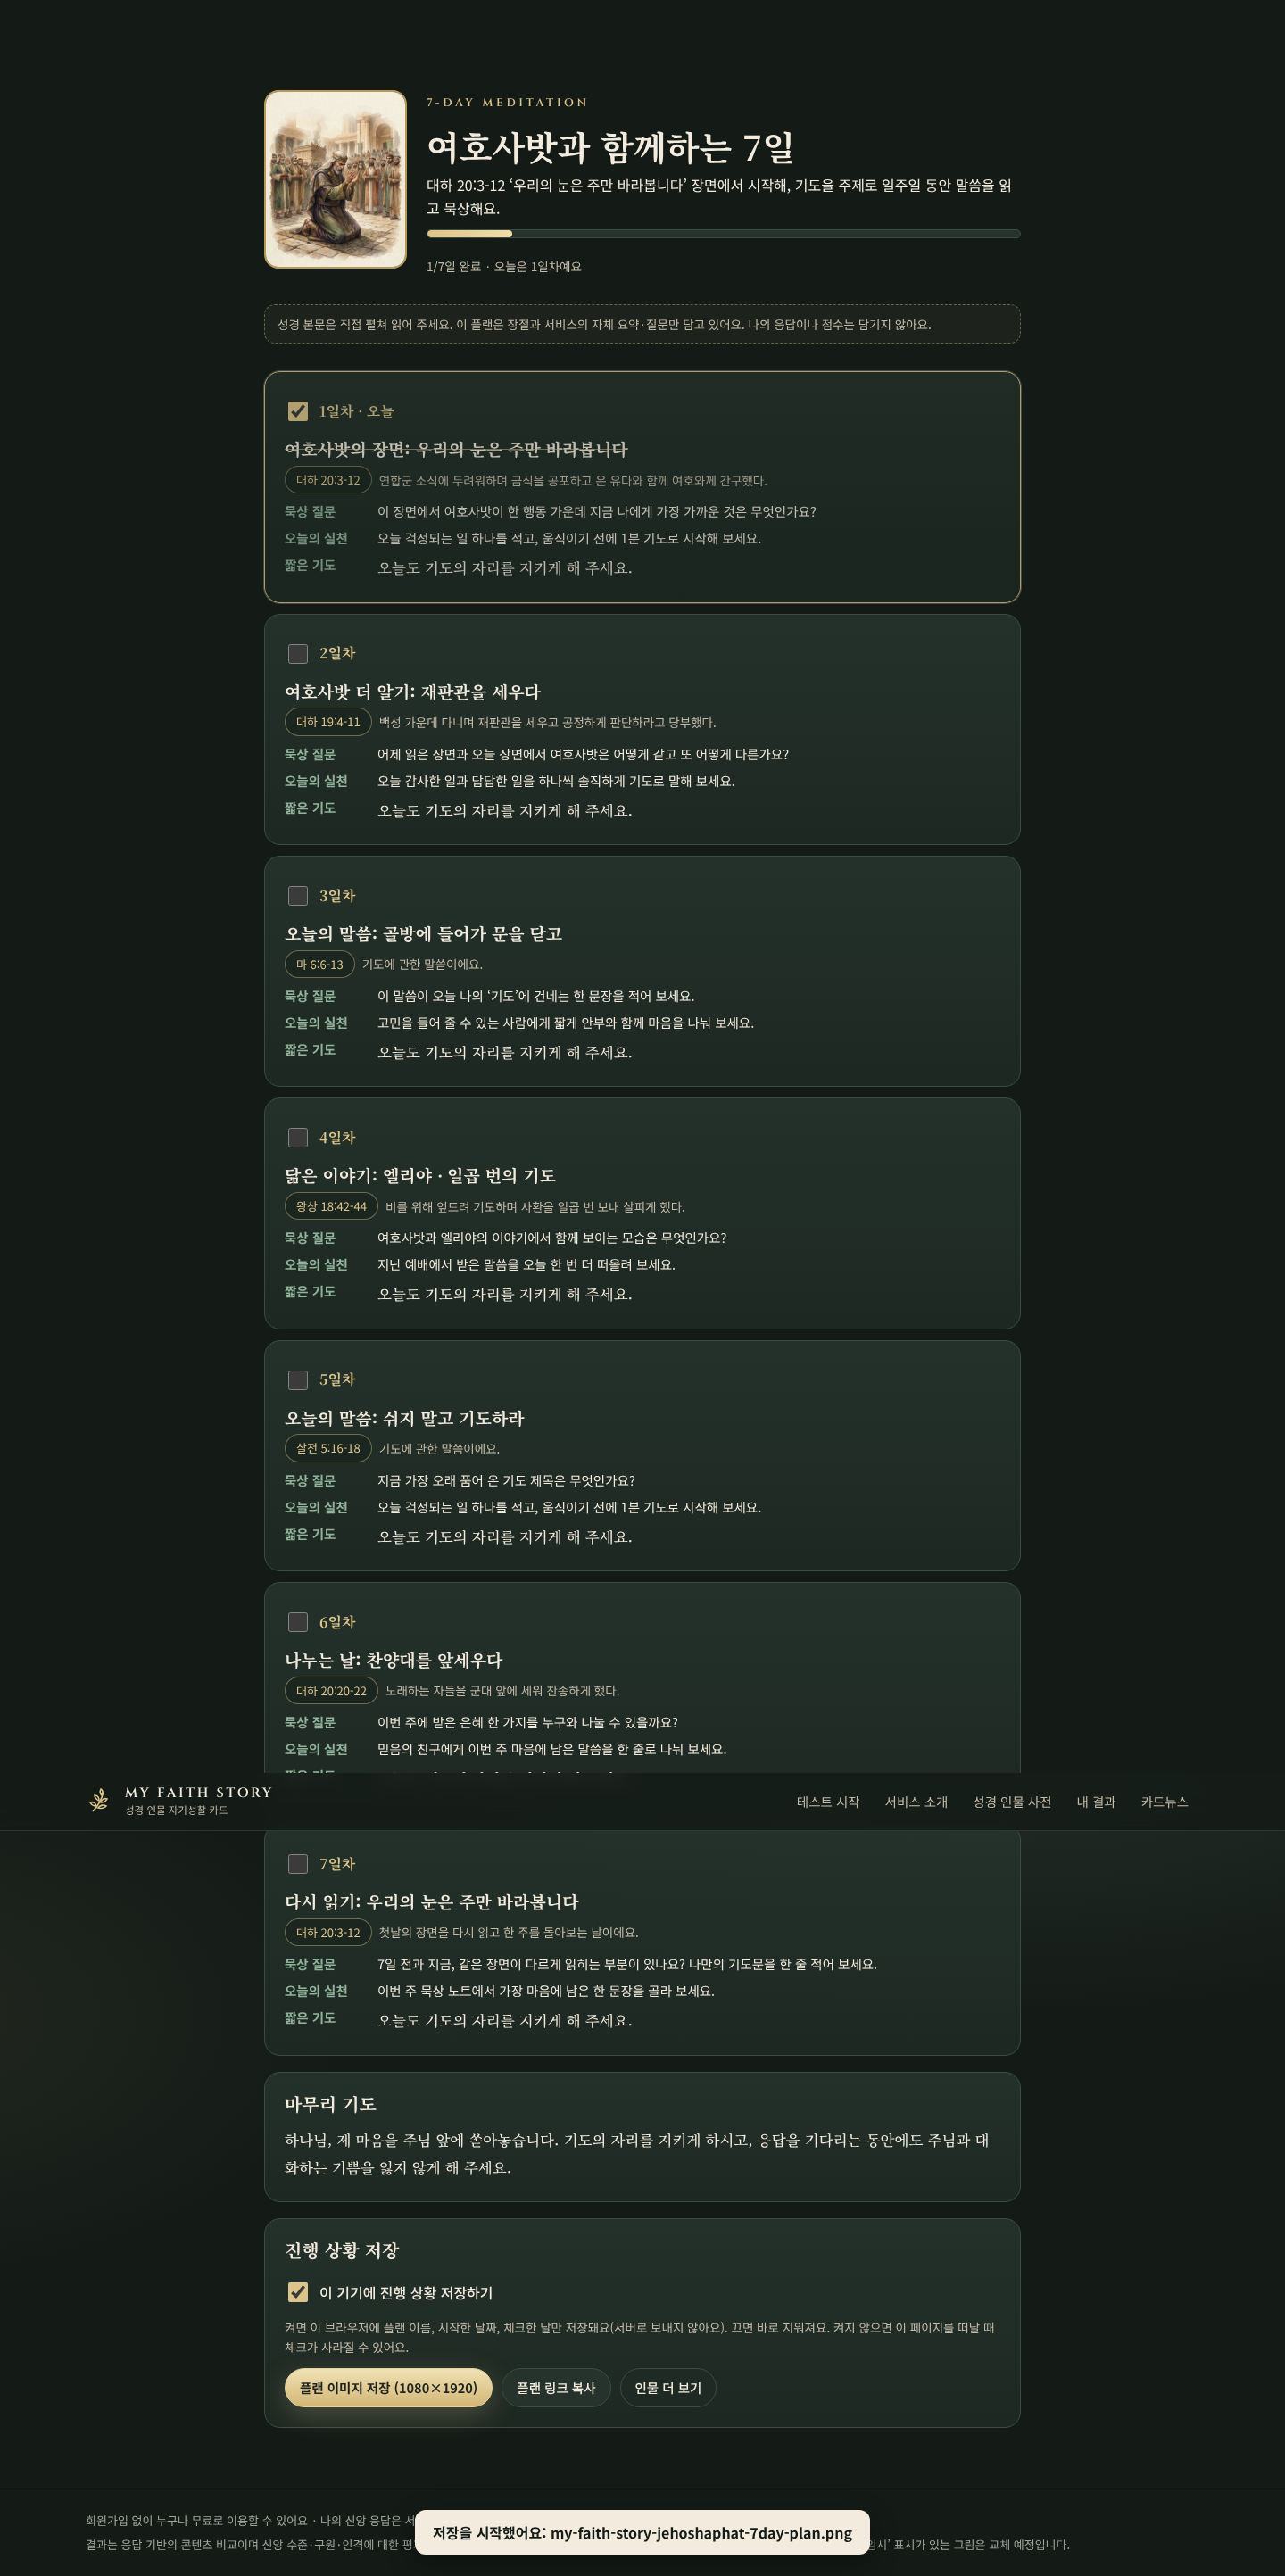 7-DAY MEDITATION
여호사밧과 함께하는 7일
대하 20:3-12 ‘우리의 눈은 주만 바라봅니다’ 장면에서 시작해, 기도를 주제로 일주일 동안 말씀을 읽
고 묵상해요.
1/7일 완료 · 오늘은 1일차예요
성경 본문은 직접 펼쳐 읽어 주세요. 이 플랜은 장절과 서비스의 자체 요약·질문만 담고 있어요. 나의 응답이나 점수는 담기지 않아요.
1일차 · 오늘
여호사밧의 장면: 우리의 눈은 주만 바라봅니다
대하 20:3-12 연합군 소식에 두려워하며 금식을 공포하고 온 유다와 함께 여호와께 간구했다.
묵상 질문 이 장면에서 여호사밧이 한 행동 가운데 지금 나에게 가장 가까운 것은 무엇인가요?
오늘의 실천 오늘 걱정되는 일 하나를 적고, 움직이기 전에 1분 기도로 시작해 보세요.
짧은 기도 오늘도 기도의 자리를 지키게 해 주세요.
2일차
여호사밧 더 알기: 재판관을 세우다
대하 19:4-11 백성 가운데 다니며 재판관을 세우고 공정하게 판단하라고 당부했다.
묵상 질문 어제 읽은 장면과 오늘 장면에서 여호사밧은 어떻게 같고 또 어떻게 다른가요?
오늘의 실천 오늘 감사한 일과 답답한 일을 하나씩 솔직하게 기도로 말해 보세요.
짧은 기도 오늘도 기도의 자리를 지키게 해 주세요.
3일차
오늘의 말씀: 골방에 들어가 문을 닫고
마 6:6-13 기도에 관한 말씀이에요.
묵상 질문 이 말씀이 오늘 나의 ‘기도’에 건네는 한 문장을 적어 보세요.
오늘의 실천 고민을 들어 줄 수 있는 사람에게 짧게 안부와 함께 마음을 나눠 보세요.
짧은 기도 오늘도 기도의 자리를 지키게 해 주세요.
4일차
닮은 이야기: 엘리야 · 일곱 번의 기도
왕상 18:42-44 비를 위해 엎드려 기도하며 사환을 일곱 번 보내 살피게 했다.
묵상 질문 여호사밧과 엘리야의 이야기에서 함께 보이는 모습은 무엇인가요?
오늘의 실천 지난 예배에서 받은 말씀을 오늘 한 번 더 떠올려 보세요.
짧은 기도 오늘도 기도의 자리를 지키게 해 주세요.
5일차
오늘의 말씀: 쉬지 말고 기도하라
살전 5:16-18 기도에 관한 말씀이에요.
묵상 질문 지금 가장 오래 품어 온 기도 제목은 무엇인가요?
오늘의 실천 오늘 걱정되는 일 하나를 적고, 움직이기 전에 1분 기도로 시작해 보세요.
짧은 기도 오늘도 기도의 자리를 지키게 해 주세요.
6일차
나누는 날: 찬양대를 앞세우다
대하 20:20-22 노래하는 자들을 군대 앞에 세워 찬송하게 했다.
묵상 질문 이번 주에 받은 은혜 한 가지를 누구와 나눌 수 있을까요?
오늘의 실천 믿음의 친구에게 이번 주 마음에 남은 말씀을 한 줄로 나눠 보세요.
MY FAITH STORY
성경 인물 자기성찰 카드
테스트 시작 서비스 소개 성경 인물 사전 내 결과 카드뉴스
7일차
다시 읽기: 우리의 눈은 주만 바라봅니다
대하 20:3-12 첫날의 장면을 다시 읽고 한 주를 돌아보는 날이에요.
묵상 질문 7일 전과 지금, 같은 장면이 다르게 읽히는 부분이 있나요? 나만의 기도문을 한 줄 적어 보세요.
오늘의 실천 이번 주 묵상 노트에서 가장 마음에 남은 한 문장을 골라 보세요.
짧은 기도 오늘도 기도의 자리를 지키게 해 주세요.
마무리 기도
하나님, 제 마음을 주님 앞에 쏟아놓습니다. 기도의 자리를 지키게 하시고, 응답을 기다리는 동안에도 주님과 대
화하는 기쁨을 잃지 않게 해 주세요.
진행 상황 저장
이 기기에 진행 상황 저장하기
켜면 이 브라우저에 플랜 이름, 시작한 날짜, 체크한 날만 저장돼요(서버로 보내지 않아요). 끄면 바로 지워져요. 켜지 않으면 이 페이지를 떠날 때
체크가 사라질 수 있어요.
플랜 이미지 저장 (1080×1920) 플랜 링크 복사 인물 더 보기
회원가입 없이 누구나 무료로 이용할 수 있어요 · 나의 신앙 응답은 서
저장을 시작했어요: my-faith-story-jehoshaphat-7day-plan.png
결과는 응답 기반의 콘텐츠 비교이며 신앙 수준·구원·인격에 대한 표시가 있는 그림은 교체 예정입니다.